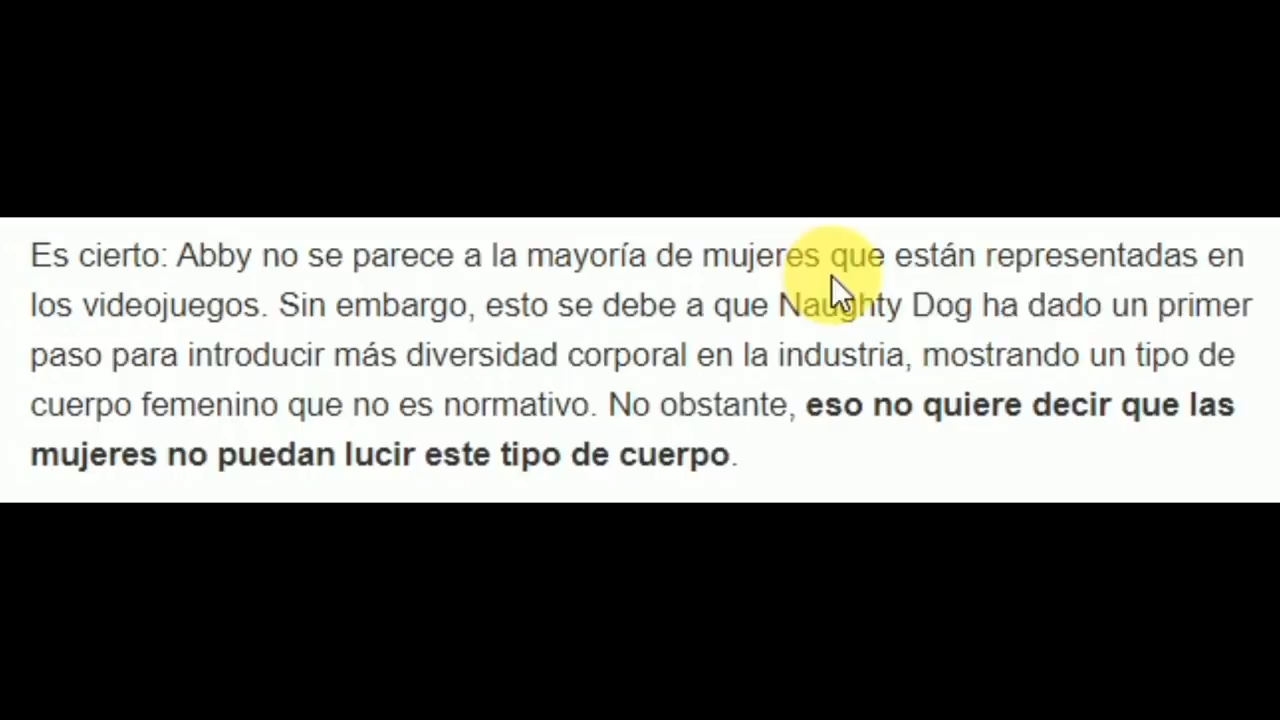 Es cierto: Abby no se parece a la mayoría de mujeres que están representadas en
los videojuegos. Sin embargo, esto se debe a que Naughty Dog ha dado un primer
paso para introducir más diversidad corporal en la industria, mostrando un tipo de
cuerpo femenino que no es normativo. No obstante, eso no quiere decir que las
mujeres no puedan lucir este tipo de cuerpo.